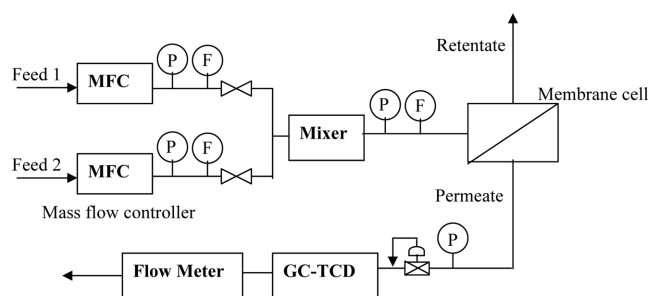 Retentate
Feed 1
MFC
P
F
Membrane cell
P
F
Mixer
Feed 2
MFC
P
F
Mass flow controller
Permeate
P
Flow Meter
GC-TCD